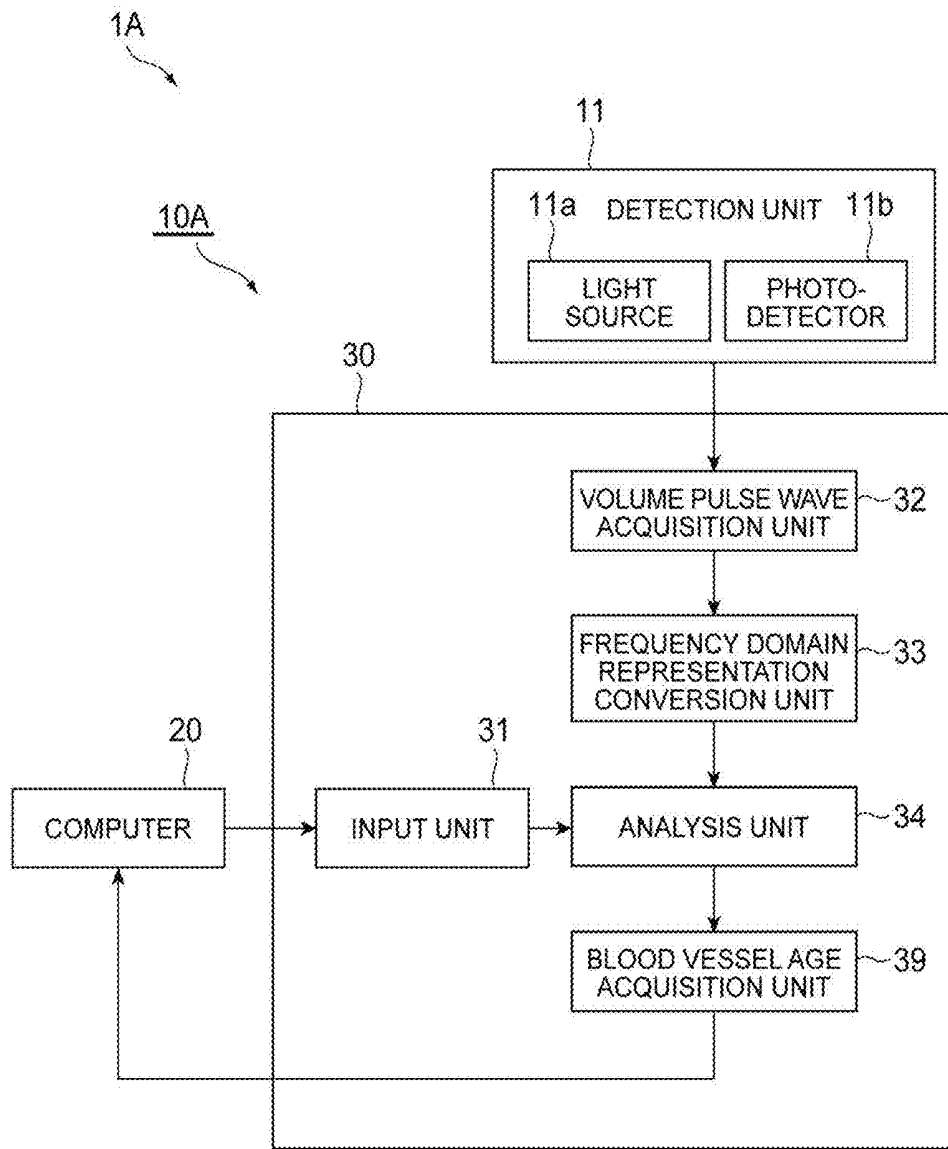 1A
11
10A
11a
DETECTION UNIT
11b
LIGHT
SOURCE
PHOTO-
DETECTOR
30
VOLUME PULSE WAVE
ACQUISITION UNIT
32
FREQUENCY DOMAIN
REPRESENTATION
CONVERSION UNIT
33
20
31
COMPUTER
INPUT UNIT
ANALYSIS UNIT
34
BLOOD VESSEL AGE
ACQUISITION UNIT
39